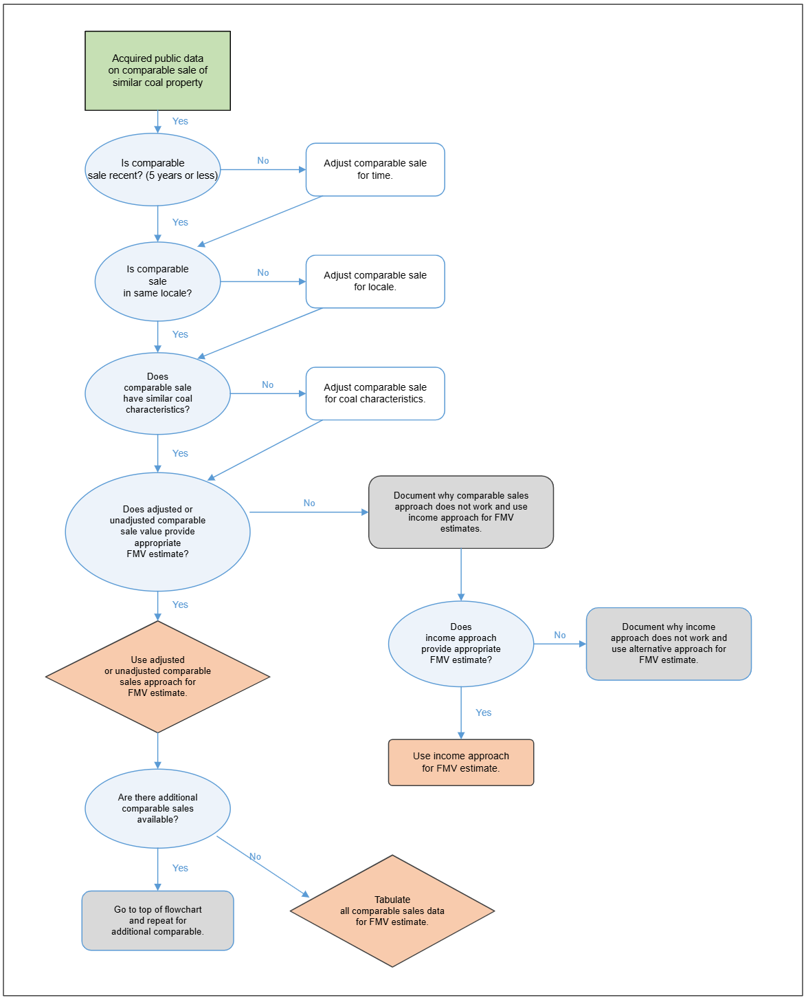 Acquired public data
on comparable sale of
similar coal property
Yes
Is comparable
sale recent? (5 years or less)
No
Adjust comparable sale
for time.
Yes
Is comparable
sale
in same locale?
No
Adjust comparable sale
for locale.
Yes
Does
comparable sale
have similar coal
characteristics?
No
Adjust comparable sale
for coal characteristics.
Yes
Does adjusted or
unadjusted comparable
sale value provide
appropriate
FMV estimate?
No
Document why comparable sales
approach does not work and use
income approach for FMV
estimates.
Yes
Does
income approach
provide appropriate
FMV estimate?
No
Document why income
approach does not work and
use alternative approach for
FMV estimate.
Use adjusted
or unadjusted comparable
sales approach for
FMV estimate.
Yes
Use income approach
for FMV estimate.
Are there additional
comparable sales
available?
No
Yes
Go to top of flowchart
and repeat for
additional comparable.
Tabulate
all comparable sales data
for FMV estimate.